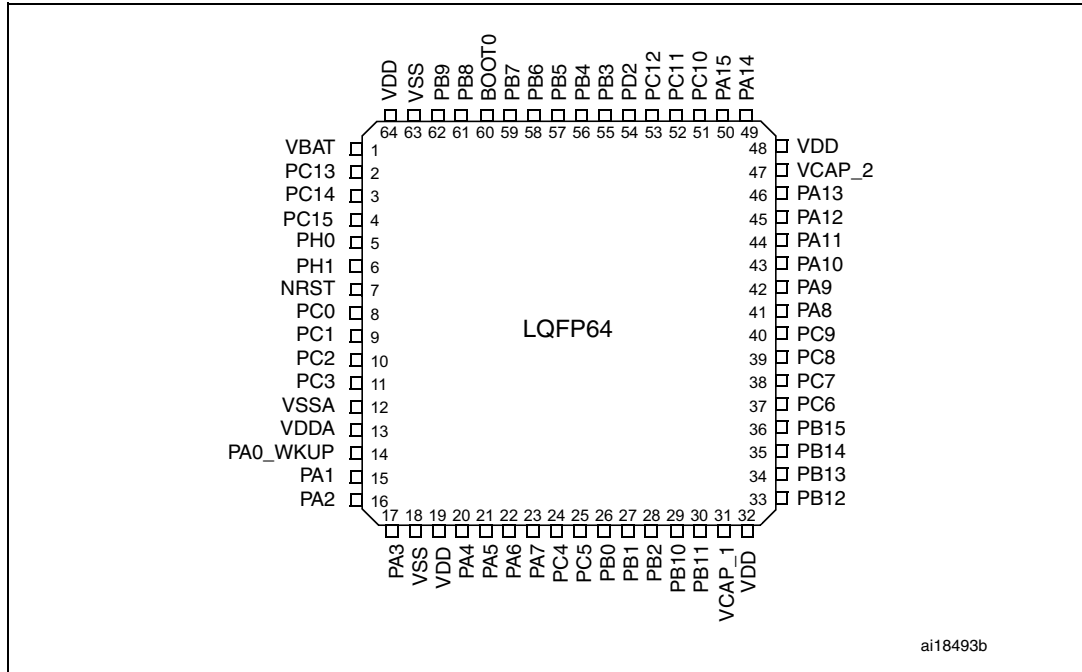 VDD
VSS
PB9
PB8
BOOT0
PB7
PB6
PB5
PB4
PB3
PD2
PC12
PC11
PC10
PA15
PA14
64 63 62 61 60 59 58 57 56 55 54 53 52 51 50 49
VBAT 1
PC13 2
PC14 3
PC15 4
PH0 5
PH1 6
NRST 7
PC0 8
PC1 9
PC2 10
PC3 11
VSSA 12
VDDA 13
PA0_WKUP 14
PA1 15
PA2 16
LQFP64
48 VDD
47 VCAP_2
46 PA13
45 PA12
44 PA11
43 PA10
42 PA9
41 PA8
40 PC9
39 PC8
38 PC7
37 PC6
36 PB15
35 PB14
34 PB13
33 PB12
17 18 19 20 21 22 23 24 25 26 27 28 29 30 31 32
PA3
VSS
VDD
PA4
PA5
PA6
PA7
PC4
PC5
PB0
PB1
PB2
PB10
PB11
VCAP_1
VDD
ai18493b